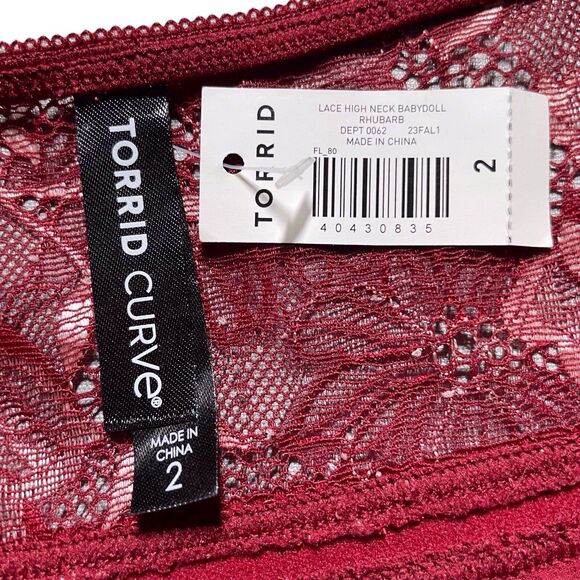 TORRID CURVE®
MADE IN
CHINA
2
TORRID
LACE HIGH NECK BABYDOLL
RHUBARB
DEPT 0062 23FAL1
MADE IN CHINA
FL_80
40430835
2